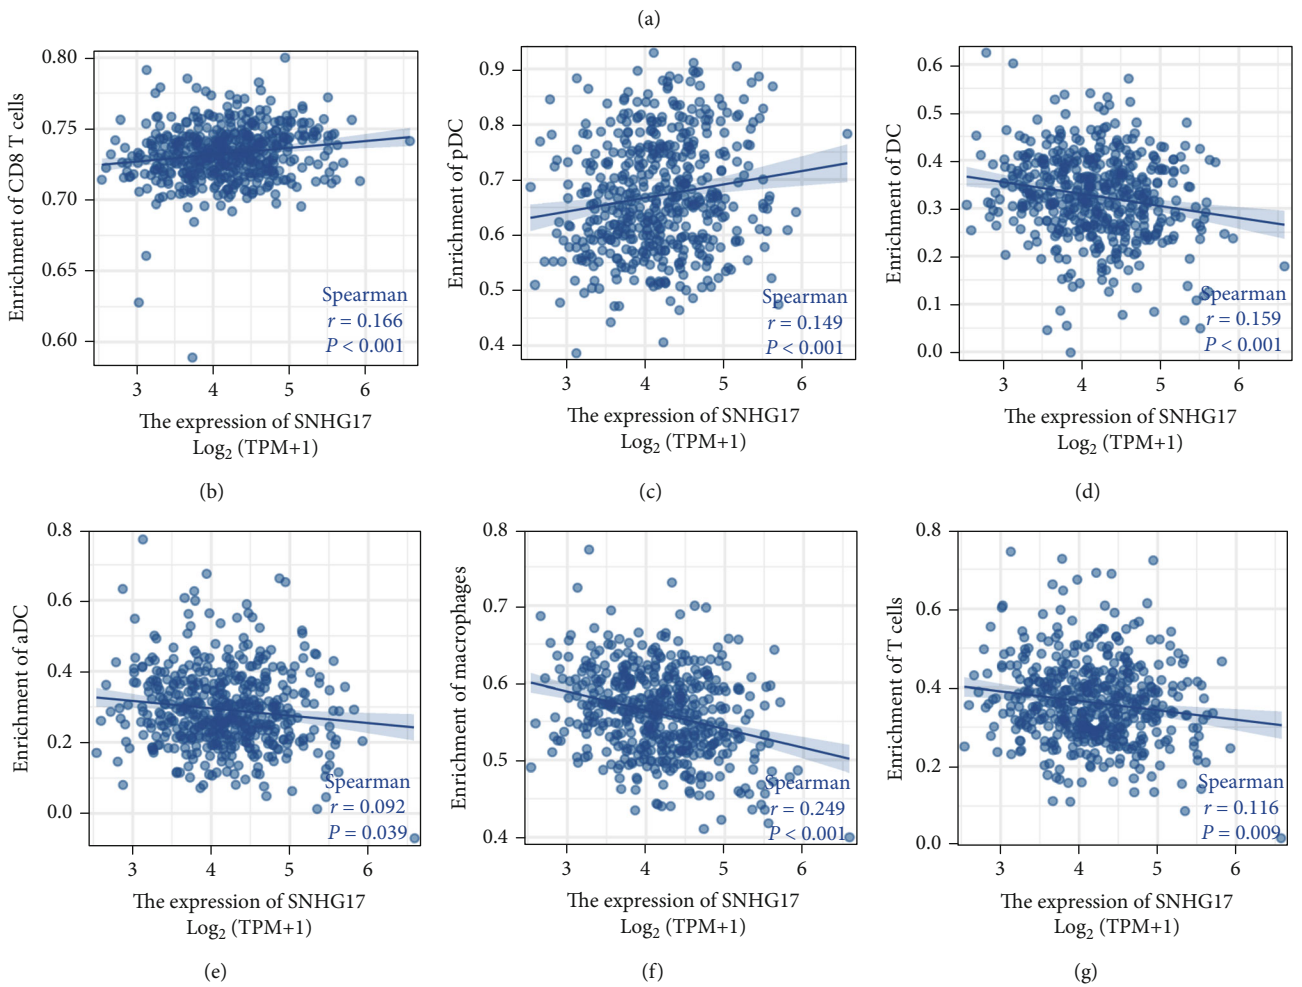 (a)
Enrichment of CD8 T cells
0.80
0.75
0.70
0.65
0.60
Spearman
r = 0.166
P < 0.001
3 4 5 6
The expression of SNHG17
Log₂ (TPM+1)
(b)
Enrichment of pDC
0.9
0.8
0.7
0.6
0.5
0.4
Spearman
r = 0.149
P < 0.001
3 4 5 6
The expression of SNHG17
Log₂ (TPM+1)
(c)
Enrichment of DC
0.6
0.5
0.4
0.3
0.2
0.1
0.0
Spearman
r = 0.159
P < 0.001
3 4 5 6
The expression of SNHG17
Log₂ (TPM+1)
(d)
Enrichment of aDC
0.8
0.6
0.4
0.2
0.0
Spearman
r = 0.092
P = 0.039
3 4 5 6
The expression of SNHG17
Log₂ (TPM+1)
(e)
Enrichment of macrophages
0.8
0.7
0.6
0.5
0.4
Spearman
r = 0.249
P < 0.001
3 4 5 6
The expression of SNHG17
Log₂ (TPM+1)
(f)
Enrichment of T cells
0.8
0.6
0.4
0.2
0.0
Spearman
r = 0.116
P = 0.009
3 4 5 6
The expression of SNHG17
Log₂ (TPM+1)
(g)